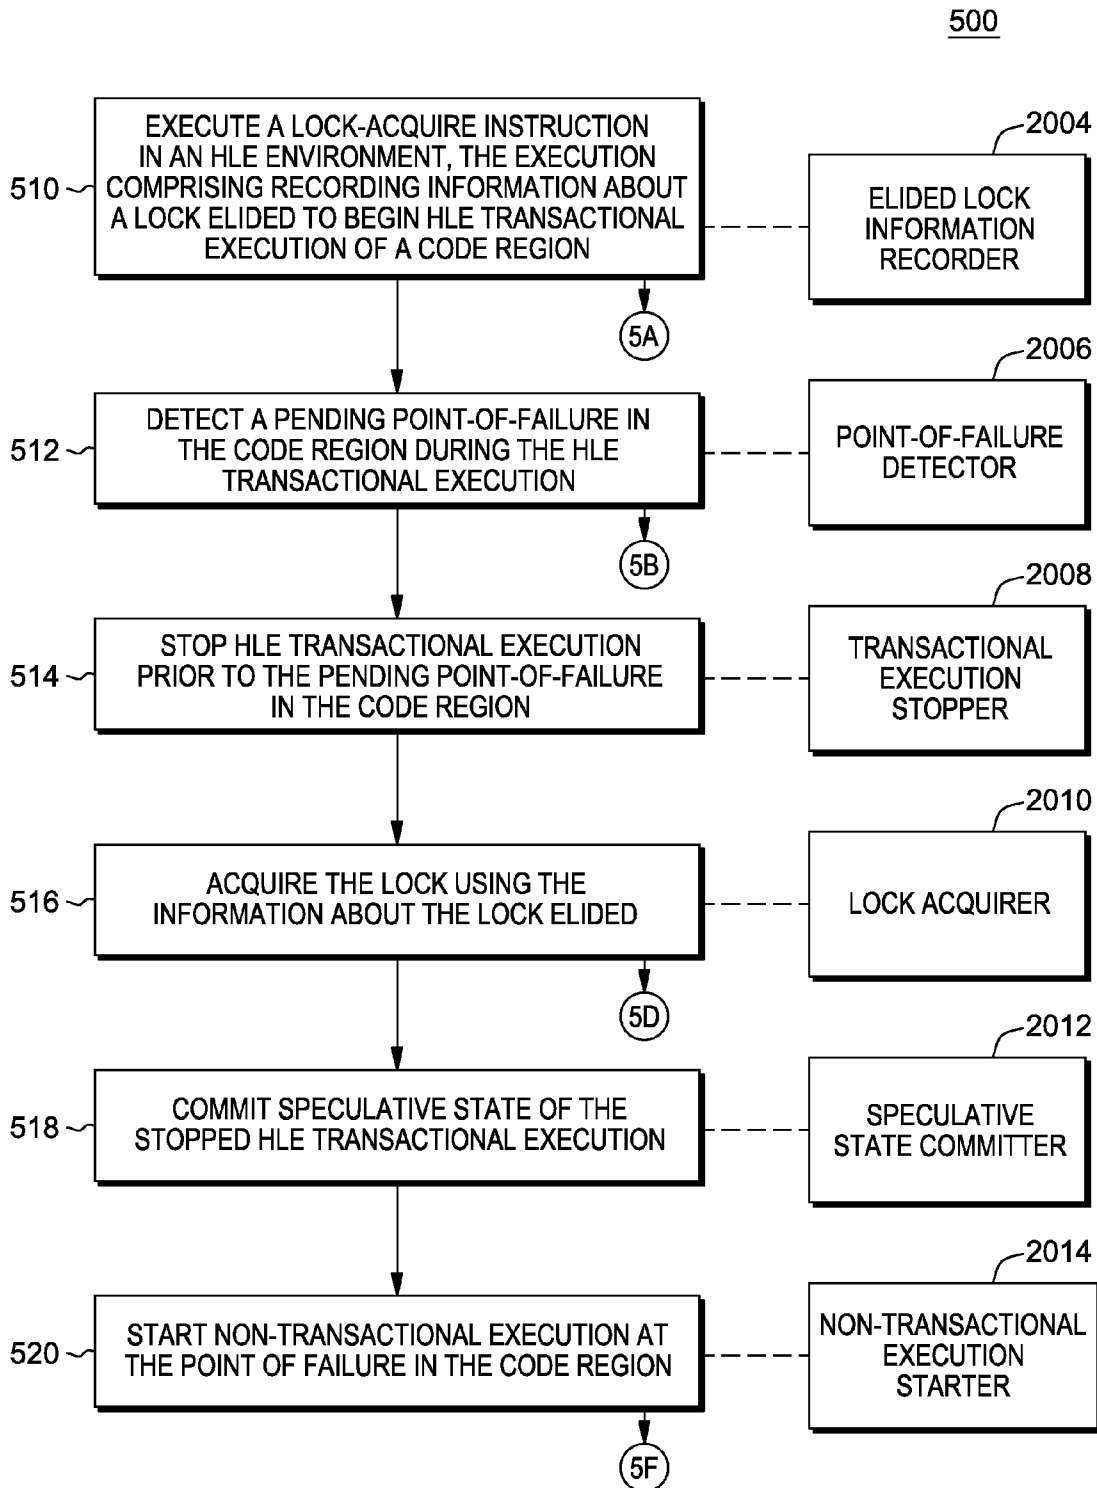 500
510
EXECUTE A LOCK-ACQUIRE INSTRUCTION
IN AN HLE ENVIRONMENT, THE EXECUTION
COMPRISING RECORDING INFORMATION ABOUT
A LOCK ELIDED TO BEGIN HLE TRANSACTIONAL
EXECUTION OF A CODE REGION
2004
ELIDED LOCK
INFORMATION
RECORDER
5A
512
DETECT A PENDING POINT-OF-FAILURE IN
THE CODE REGION DURING THE HLE
TRANSACTIONAL EXECUTION
2006
POINT-OF-FAILURE
DETECTOR
5B
514
STOP HLE TRANSACTIONAL EXECUTION
PRIOR TO THE PENDING POINT-OF-FAILURE
IN THE CODE REGION
2008
TRANSACTIONAL
EXECUTION
STOPPER
516
ACQUIRE THE LOCK USING THE
INFORMATION ABOUT THE LOCK ELIDED
2010
LOCK ACQUIRER
5D
518
COMMIT SPECULATIVE STATE OF THE
STOPPED HLE TRANSACTIONAL EXECUTION
2012
SPECULATIVE
STATE COMMITTER
520
START NON-TRANSACTIONAL EXECUTION AT
THE POINT OF FAILURE IN THE CODE REGION
2014
NON-TRANSACTIONAL
EXECUTION
STARTER
5F